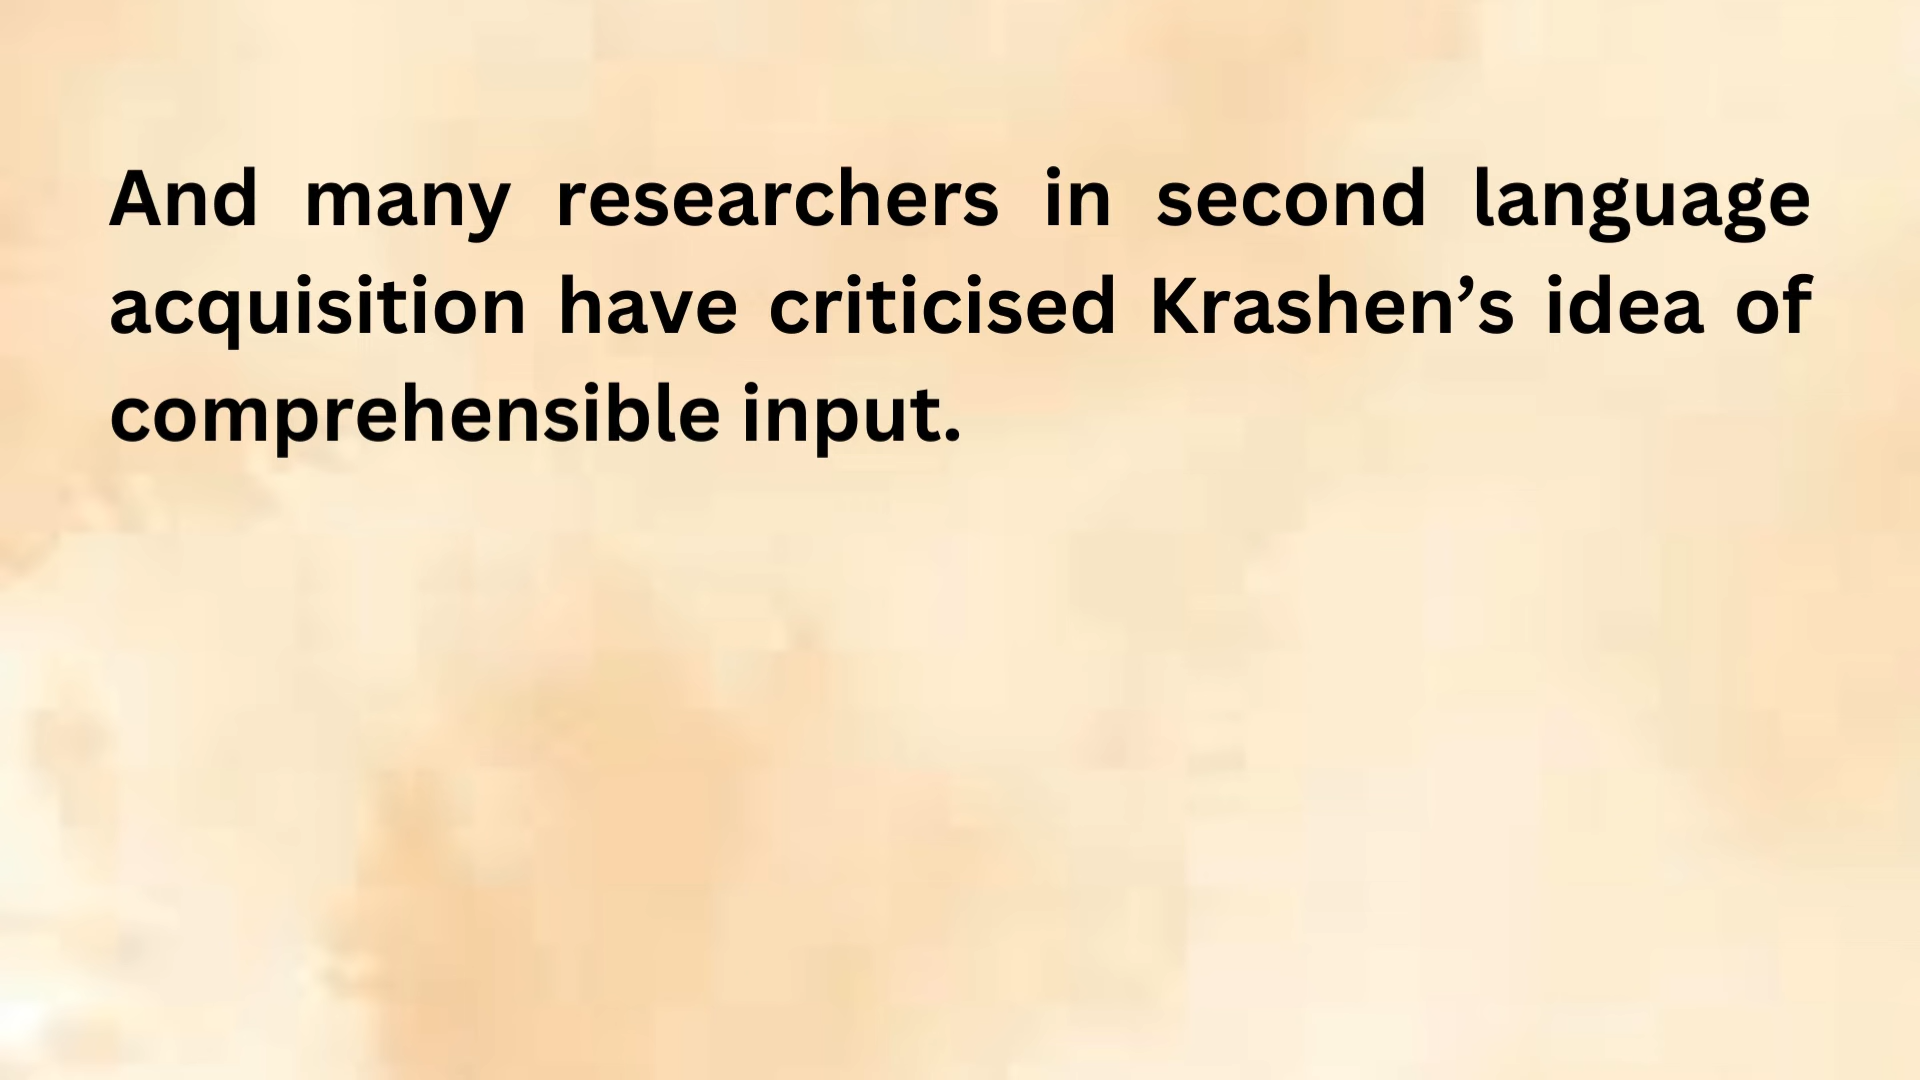 And many researchers in second language
acquisition have criticised Krashen’s idea of
comprehensible input.